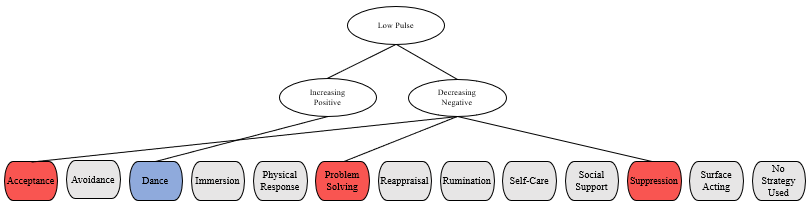 Low Pulse
Increasing
Positive
Decreasing
Negative
Acceptance
Avoidance
Dance
Immersion
Physical
Response
Problem
Solving
Reappraisal
Rumination
Self-Care
Social
Support
Suppression
Surface
Acting
No
Strategy
Used